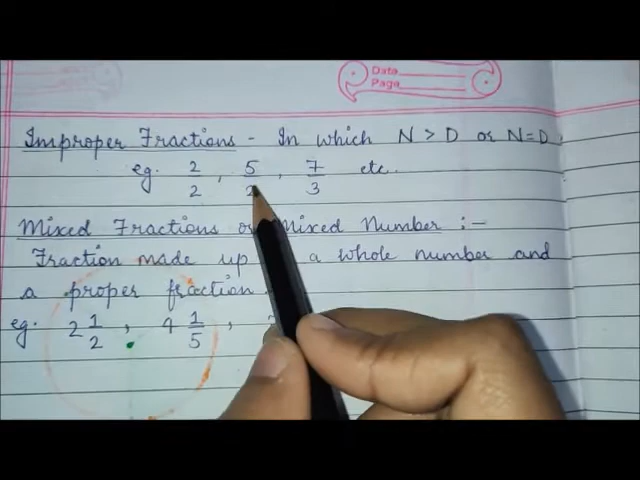 Date
Page
Improper Fractions - In which N > D or N=D.
eg. 2/2, 5/2, 7/3 etc.
Mixed Fractions or Mixed Number :-
Fraction made up a whole number and
a proper fraction
eg. 2 1/2, 4 1/5,